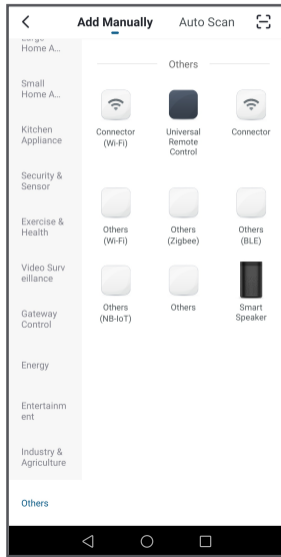 Add Manually
Auto Scan
Home A...
Small
Home A...
Kitchen
Appliance
Security &
Sensor
Exercise &
Health
Video Surv
eillance
Gateway
Control
Energy
Entertainm
ent
Industry &
Agriculture
Others
Others
Connector
(Wi-Fi)
Universal
Remote
Control
Connector
Others
(Wi-Fi)
Others
(Zigbee)
Others
(BLE)
Others
(NB-IoT)
Others
Smart
Speaker